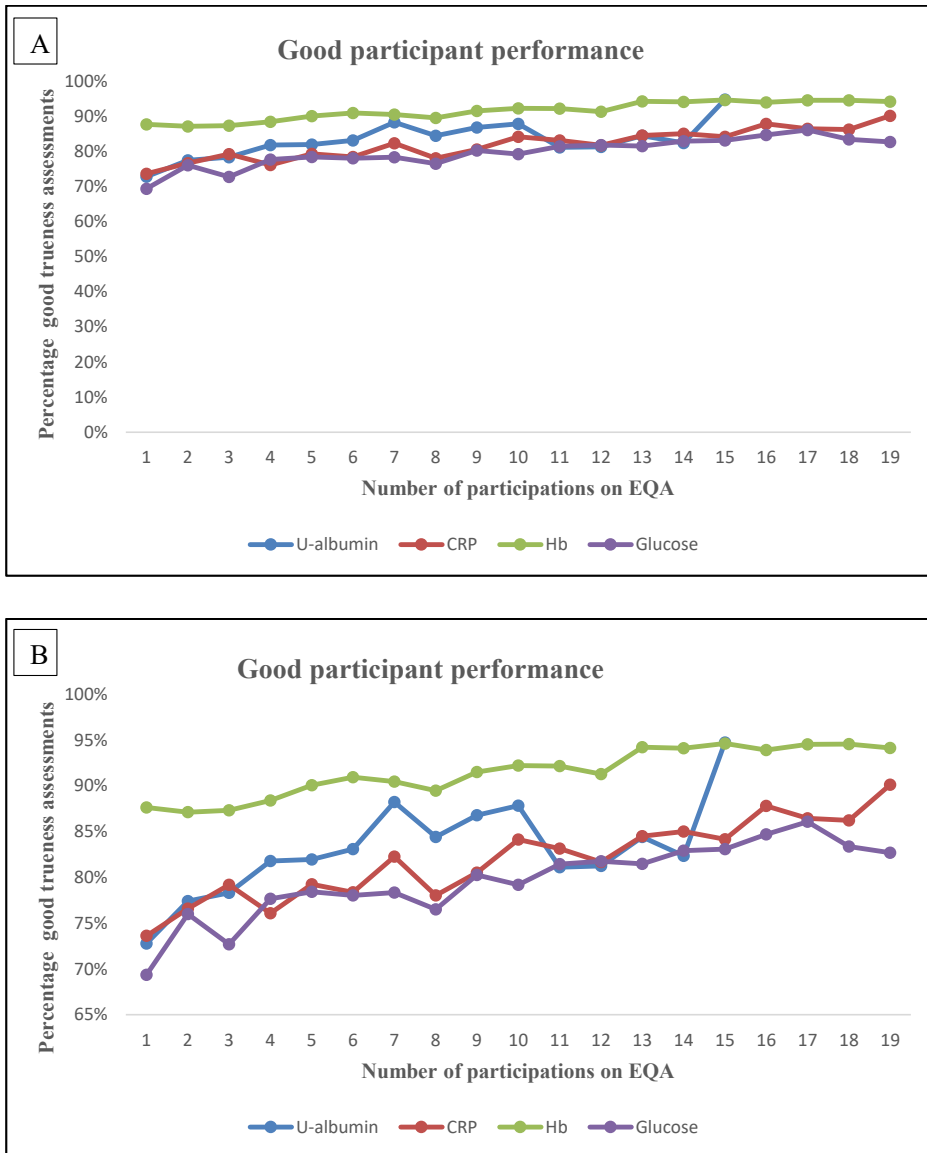 A
Good participant performance
Percentage good trueness assessments
100%
90%
80%
70%
60%
50%
40%
30%
20%
10%
0%
1 2 3 4 5 6 7 8 9 10 11 12 13 14 15 16 17 18 19
Number of participations on EQA
U-albumin CRP Hb Glucose
B
Good participant performance
Percentage good trueness assessments
100%
95%
90%
85%
80%
75%
70%
65%
1 2 3 4 5 6 7 8 9 10 11 12 13 14 15 16 17 18 19
Number of participations on EQA
U-albumin CRP Hb Glucose